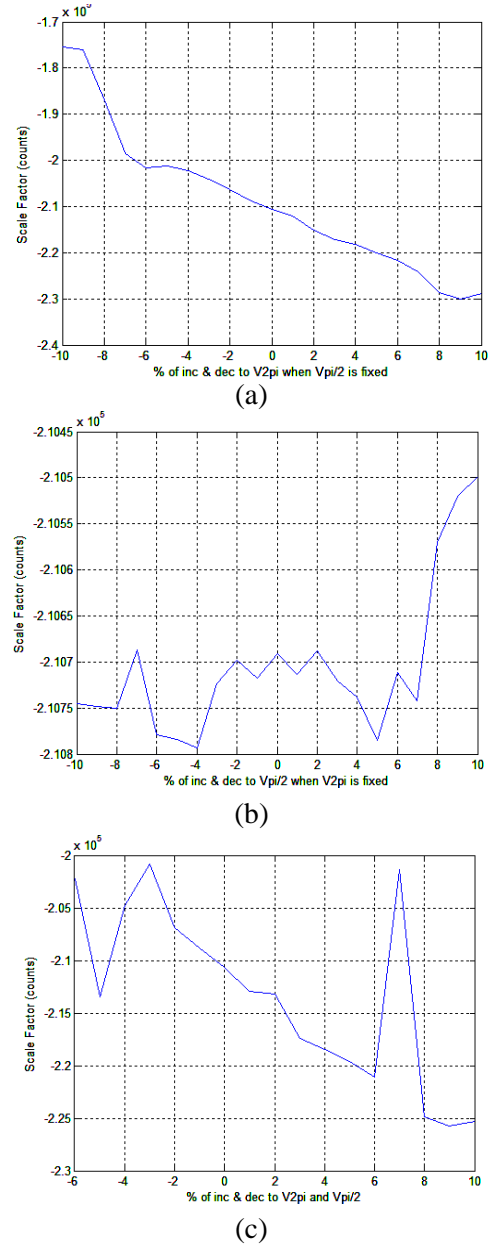 x 10^5
-1.7
-1.8
-1.9
-2
-2.1
-2.2
-2.3
-2.4
Scale Factor (counts)
-10 -8 -6 -4 -2 0 2 4 6 8 10
% of inc & dec to V2pi when Vpi/2 is fixed
(a)
-2.1045 x 10^5
-2.105
-2.1055
-2.106
-2.1065
-2.107
-2.1075
-2.108
Scale Factor (counts)
-10 -8 -6 -4 -2 0 2 4 6 8 10
% of inc & dec to Vpi/2 when V2pi is fixed
(b)
x 10^5
-2
-2.05
-2.1
-2.15
-2.2
-2.25
-2.3
Scale Factor (counts)
-6 -4 -2 0 2 4 6 8 10
% of inc & dec to V2pi and Vpi/2
(c)